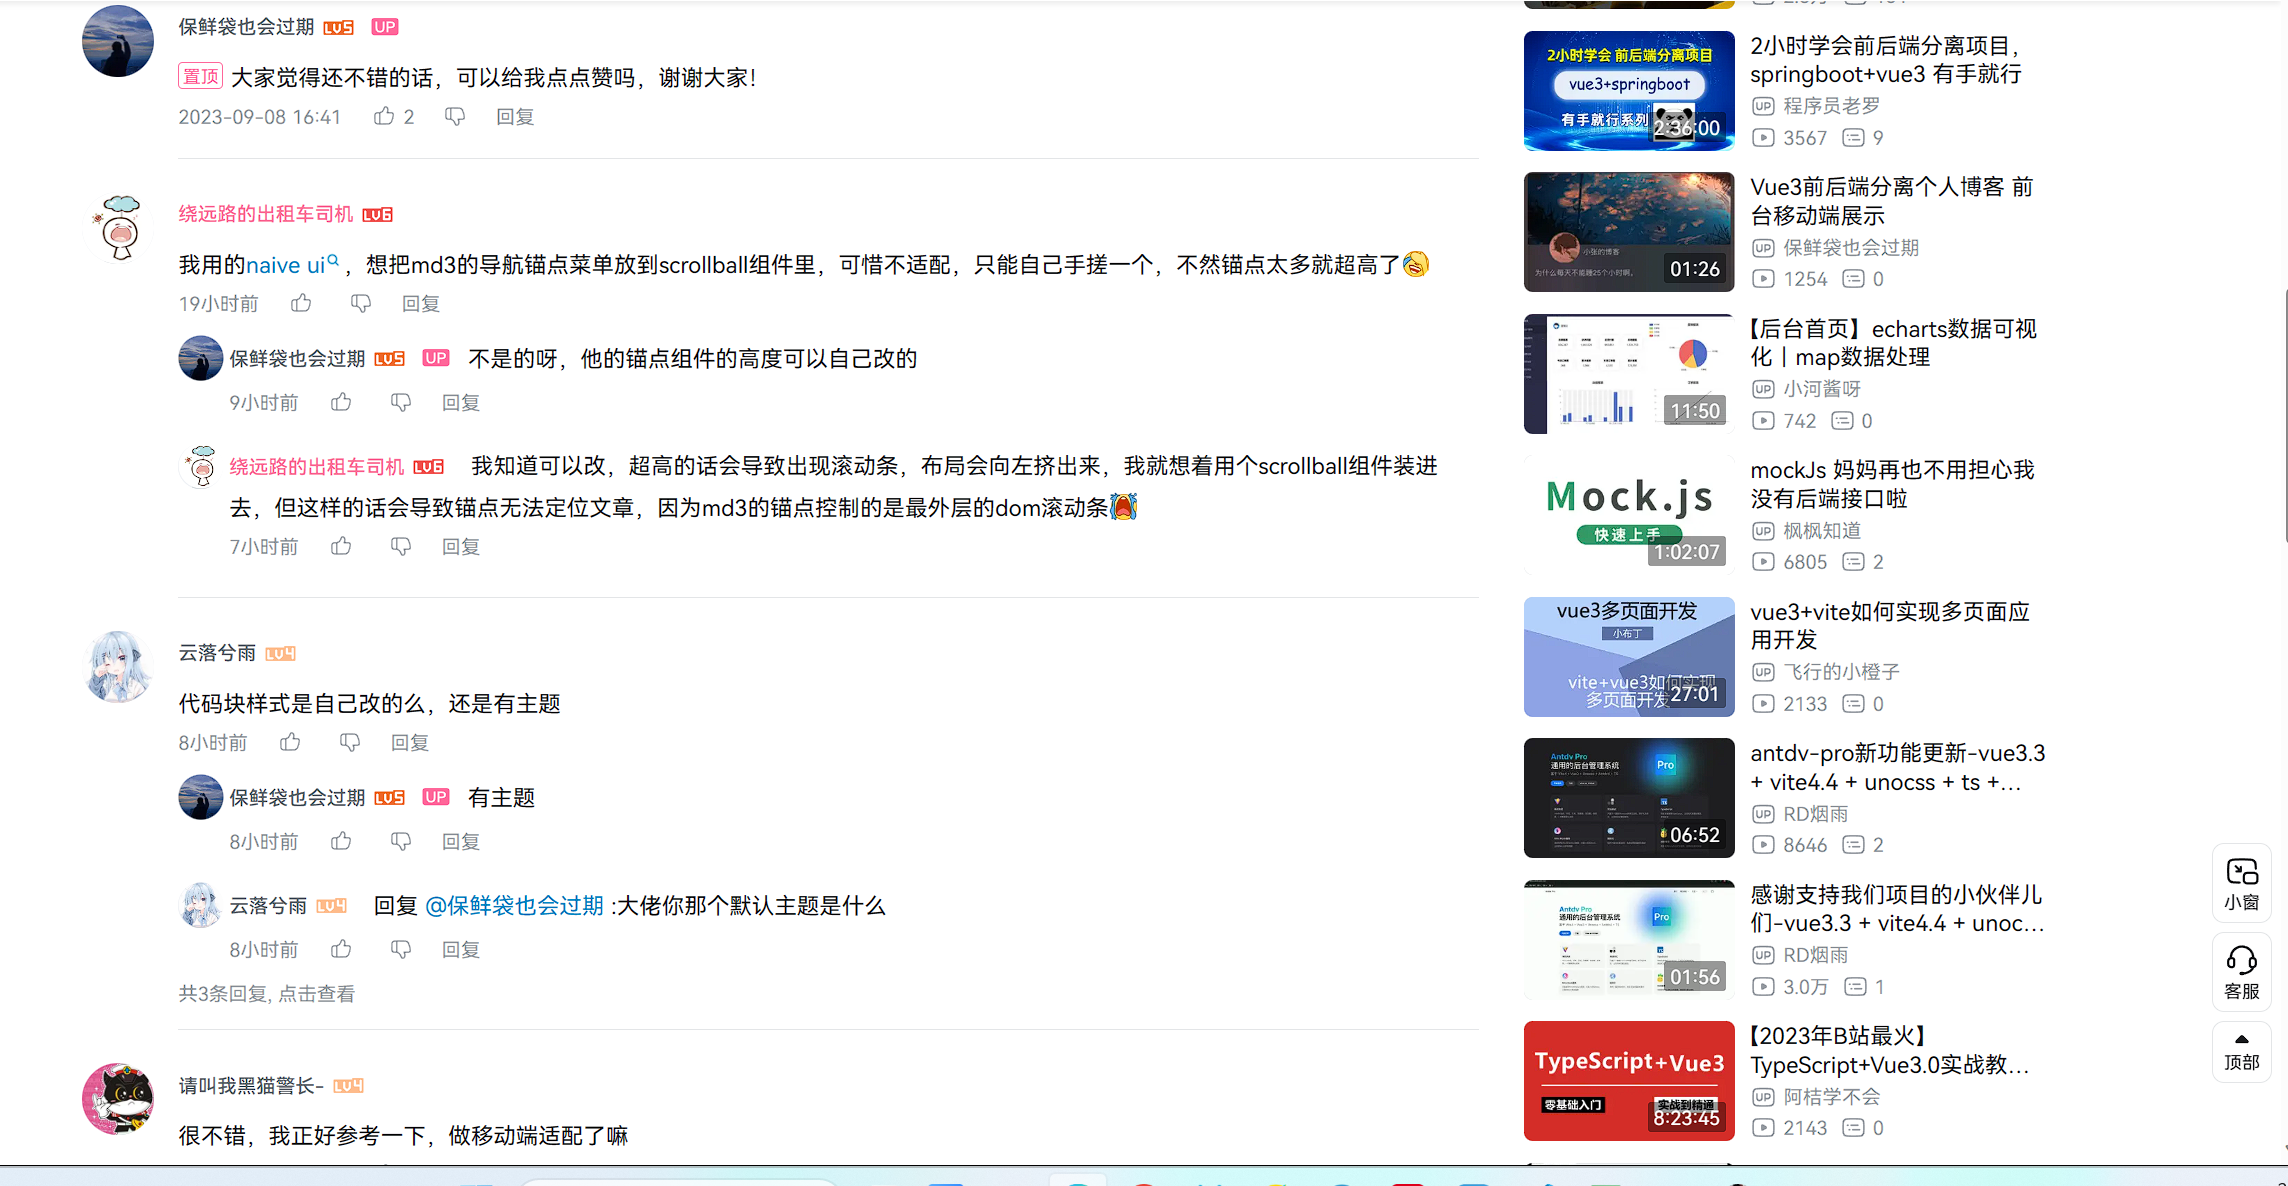 保鲜袋也会过期 LV5 UP
置顶 大家觉得还不错的话，可以给我点点赞吗，谢谢大家！
2023-09-08 16:41 2 回复
绕远路的出租车司机 LV6
我用的naive ui，想把md3的导航锚点菜单放到scrollball组件里，可惜不适配，只能自己手搓一个，不然锚点太多就超高了
19小时前 回复
保鲜袋也会过期 LV5 UP 不是的呀，他的锚点组件的高度可以自己改的
9小时前 回复
绕远路的出租车司机 LV6 我知道可以改，超高的话会导致出现滚动条，布局会向左挤出来，我就想着用个scrollball组件装进
去，但这样的话会导致锚点无法定位文章，因为md3的锚点控制的是最外层的dom滚动条
7小时前 回复
云落兮雨 LV4
代码块样式是自己改的么，还是有主题
8小时前 回复
保鲜袋也会过期 LV5 UP 有主题
8小时前 回复
云落兮雨 LV4 回复 @保鲜袋也会过期 :大佬你那个默认主题是什么
8小时前 回复
共3条回复, 点击查看
请叫我黑猫警长- LV4
很不错，我正好参考一下，做移动端适配了嘛
2小时学会 前后端分离项目
vue3+springboot
有手就行系列
2:36:00
2小时学会前后端分离项目，
springboot+vue3 有手就行
UP 程序员老罗
3567 9
小张的博客
为什么每天不能睡25个小时啊。
01:26
Vue3前后端分离个人博客 前
台移动端展示
UP 保鲜袋也会过期
1254 0
11:50
【后台首页】echarts数据可视
化丨map数据处理
UP 小河酱呀
742 0
Mock.js
快速上手
1:02:07
mockJs 妈妈再也不用担心我
没有后端接口啦
UP 枫枫知道
6805 2
vue3多页面开发
小布丁
vite+vue3如何实现
多页面开发
27:01
vue3+vite如何实现多页面应
用开发
UP 飞行的小橙子
2133 0
Antdv Pro
通用的后台管理系统
Pro
06:52
antdv-pro新功能更新-vue3.3
+ vite4.4 + unocss + ts +...
UP RD烟雨
8646 2
Antdv Pro
通用的后台管理系统
Pro
01:56
感谢支持我们项目的小伙伴儿
们-vue3.3 + vite4.4 + unoc...
UP RD烟雨
3.0万 1
TypeScript+Vue3
零基础入门
实战到精通
8:23:45
【2023年B站最火】
TypeScript+Vue3.0实战教...
UP 阿桔学不会
2143 0
小窗
客服
顶部